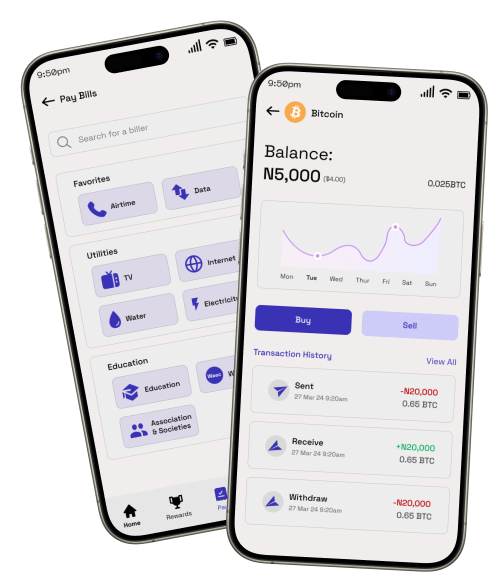 9:50pm
Pay Bills
Search for a biller
Favorites
Airtime
Data
Utilities
TV
Internet
Water
Electricity
Education
Education
Waec
W
Association
& Societies
Home
Rewards
Pay
9:50pm
Bitcoin
Balance:
₦5,000 ($4.00)
0.025BTC
Mon Tue Wed Thur Fri Sat Sun
Buy
Sell
Transaction History
View All
Sent
27 Mar 24 9:20am
-₦20,000
0.65 BTC
Receive
27 Mar 24 9:20am
+₦20,000
0.65 BTC
Withdraw
27 Mar 24 9:20am
-₦20,000
0.65 BTC